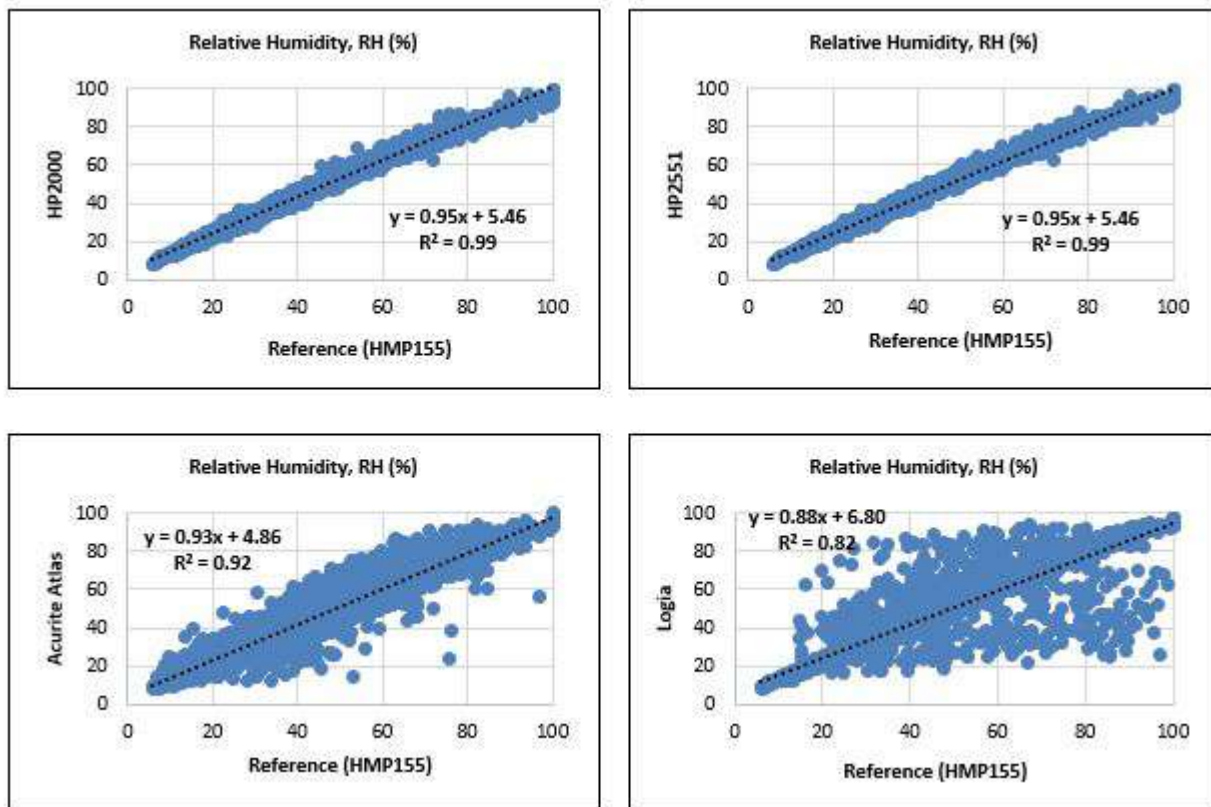 Relative Humidity, RH (%)
100
80
60
40
20
0
HP2000
y = 0.95x + 5.46
R² = 0.99
0 20 40 60 80 100
Reference (HMP155)
Relative Humidity, RH (%)
100
80
60
40
20
0
HP2551
y = 0.95x + 5.46
R² = 0.99
0 20 40 60 80 100
Reference (HMP155)
Relative Humidity, RH (%)
100
80
60
40
20
0
Acurite Atlas
y = 0.93x + 4.86
R² = 0.92
0 20 40 60 80 100
Reference (HMP155)
Relative Humidity, RH (%)
100
80
60
40
20
0
Logia
y = 0.88x + 6.80
R² = 0.82
0 20 40 60 80 100
Reference (HMP155)